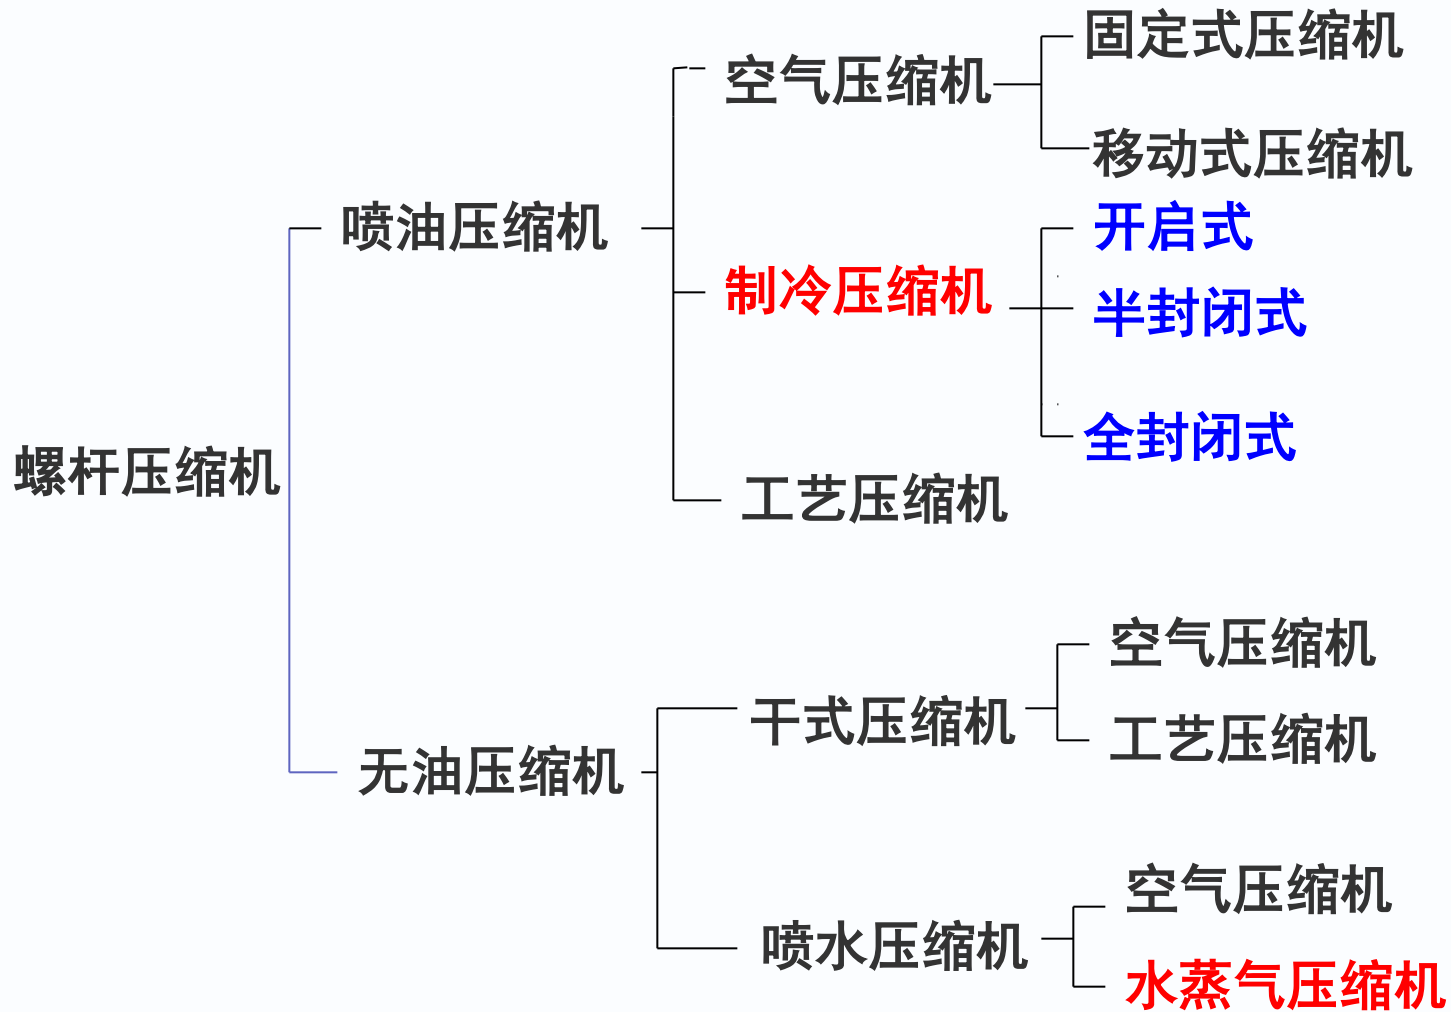 固定式压缩机
空气压缩机
移动式压缩机
喷油压缩机
开启式
制冷压缩机
半封闭式
全封闭式
螺杆压缩机
工艺压缩机
空气压缩机
干式压缩机
工艺压缩机
无油压缩机
空气压缩机
喷水压缩机
水蒸气压缩机